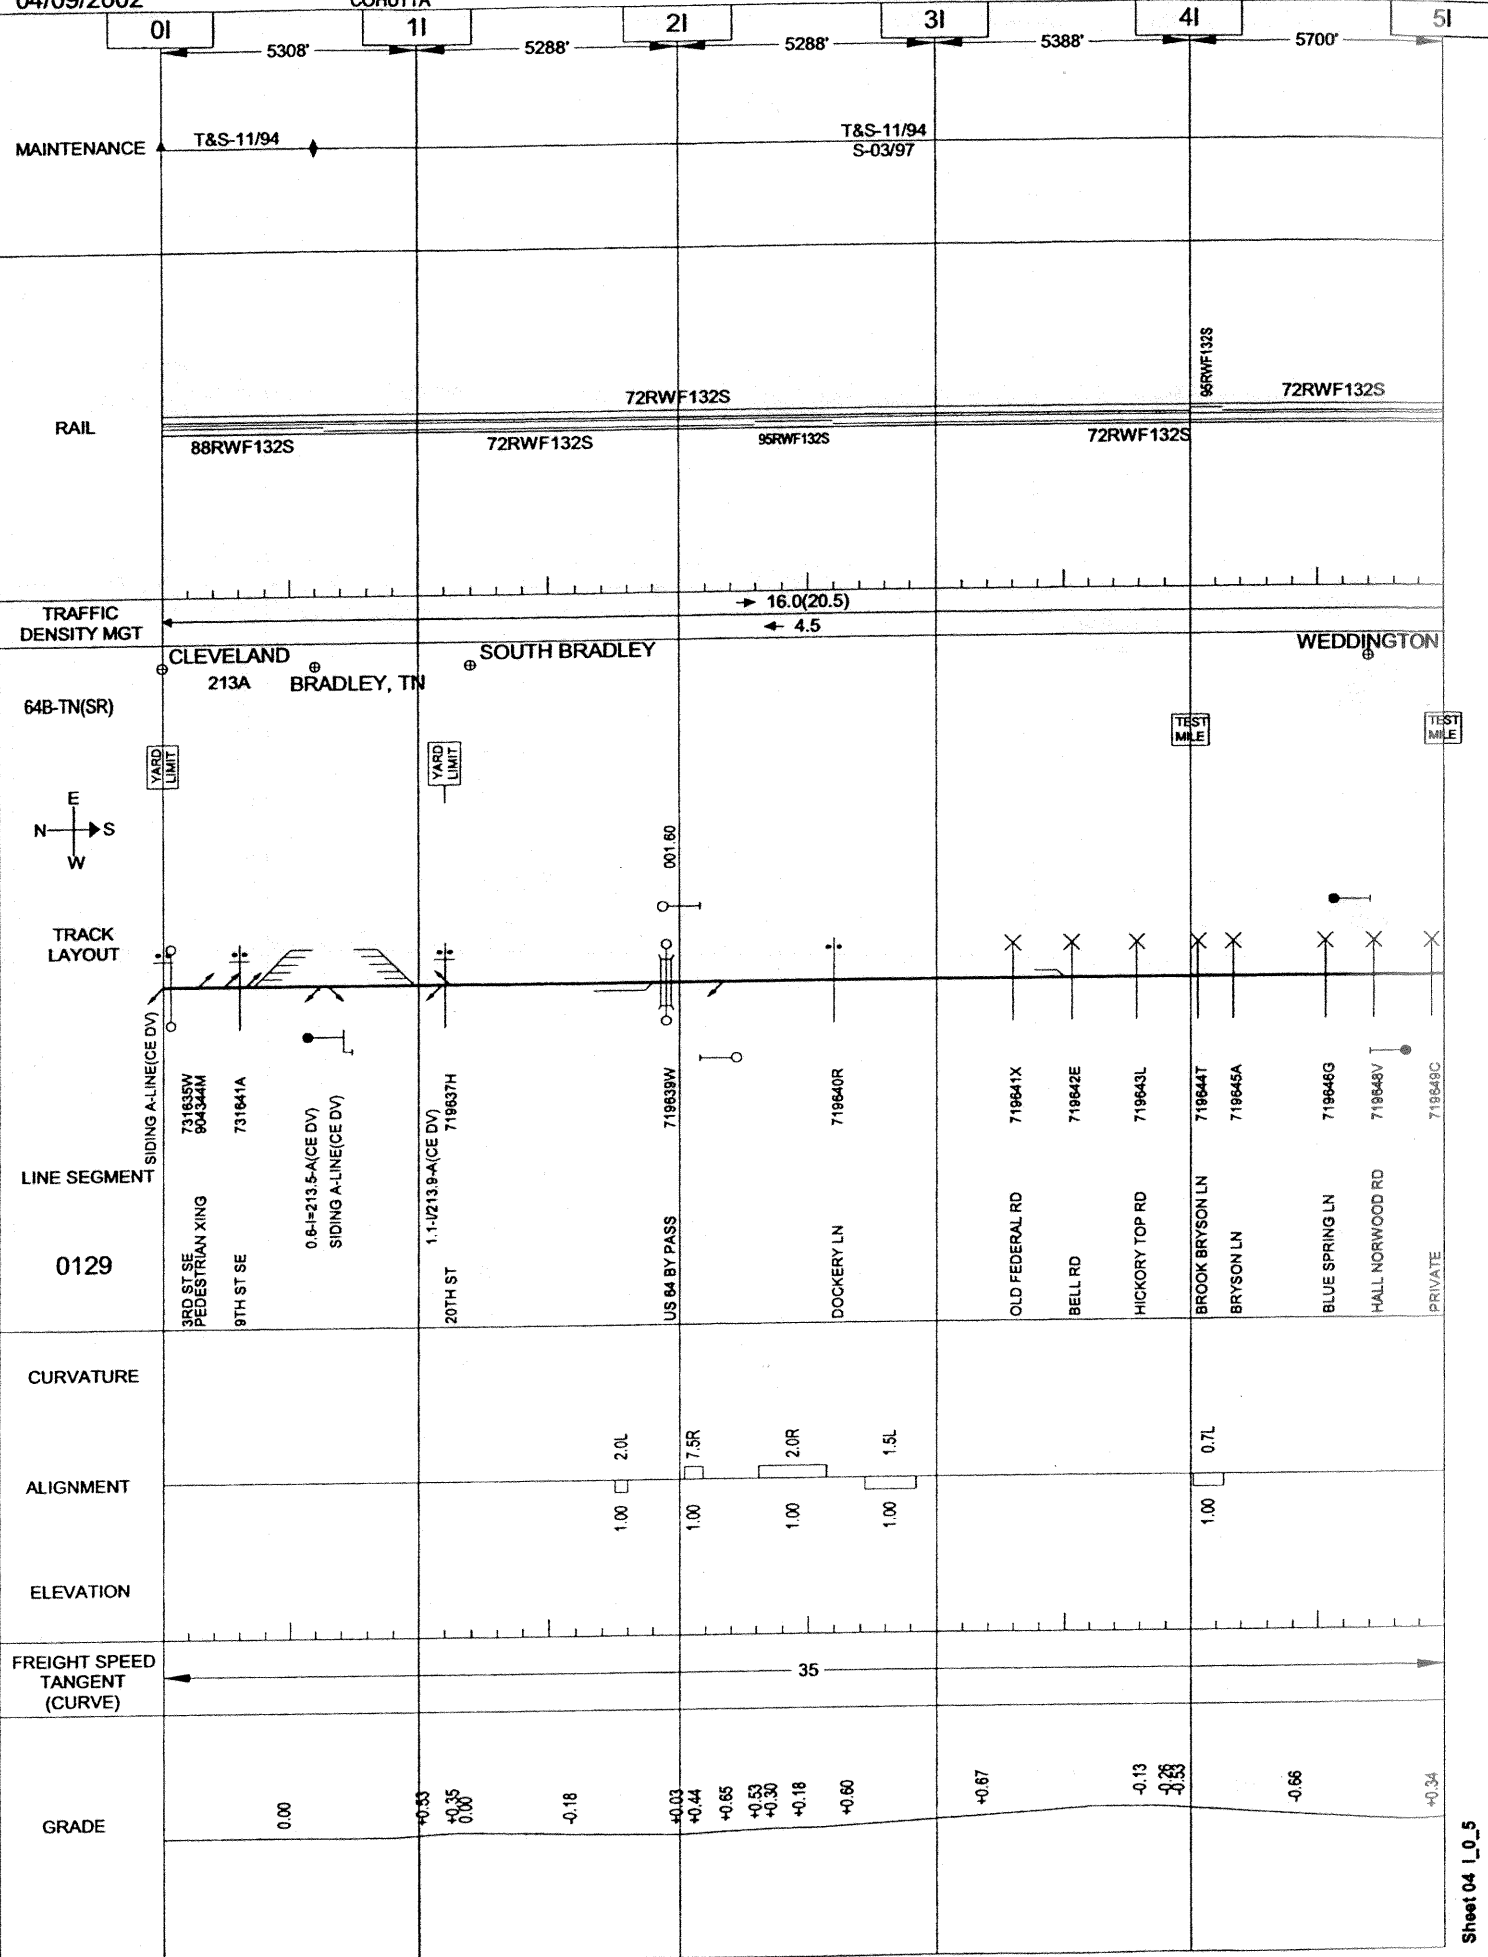 0I 1I 2I 3I 4I 5I
5308' 5288' 5288' 5388' 5700'
MAINTENANCE
T&S-11/94
T&S-11/94
S-03/97
RAIL
72RWF132S
95RWF132S
72RWF132S
88RWF132S
72RWF132S
95RWF132S
72RWF132S
TRAFFIC
DENSITY MGT
16.0(20.5)
4.5
CLEVELAND
213A
BRADLEY, TN
SOUTH BRADLEY
WEDDINGTON
64B-TN(SR)
YARD
LIMIT
YARD
LIMIT
TEST
MILE
TEST
MILE
E
N S
W
001.60
TRACK
LAYOUT
LINE SEGMENT
0129
SIDING A-LINE(CE DV)
3RD ST SE 731635W
PEDESTRIAN XING 904344M
9TH ST SE 731641A
0.6-I=213.5-A(CE DV)
SIDING A-LINE(CE DV)
1.1-I/213.9-A(CE DV)
20TH ST 719637H
US 64 BY PASS 719639W
DOCKERY LN 719640R
OLD FEDERAL RD 719641X
BELL RD 719642E
HICKORY TOP RD 719643L
BROOK BRYSON LN 719644T
BRYSON LN 719645A
BLUE SPRING LN 719646G
HALL NORWOOD RD 719648V
PRIVATE 719649C
CURVATURE
2.0L 7.5R 2.0R 1.5L 0.7L
ALIGNMENT
1.00 1.00 1.00 1.00 1.00
ELEVATION
FREIGHT SPEED
TANGENT
(CURVE)
35
GRADE
0.00
+0.53
+0.35
0.00
-0.18
+0.03
+0.44
+0.65
+0.53
+0.30
+0.18
+0.60
+0.67
-0.13
-0.26
-0.53
-0.66
+0.34
Sheet 04 I_0_5